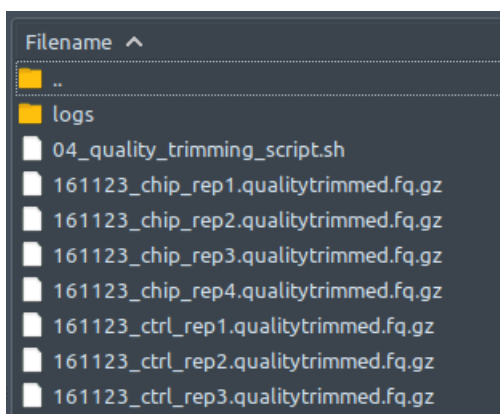 Filename
..
logs
04_quality_trimming_script.sh
161123_chip_rep1.qualitytrimmed.fq.gz
161123_chip_rep2.qualitytrimmed.fq.gz
161123_chip_rep3.qualitytrimmed.fq.gz
161123_chip_rep4.qualitytrimmed.fq.gz
161123_ctrl_rep1.qualitytrimmed.fq.gz
161123_ctrl_rep2.qualitytrimmed.fq.gz
161123_ctrl_rep3.qualitytrimmed.fq.gz